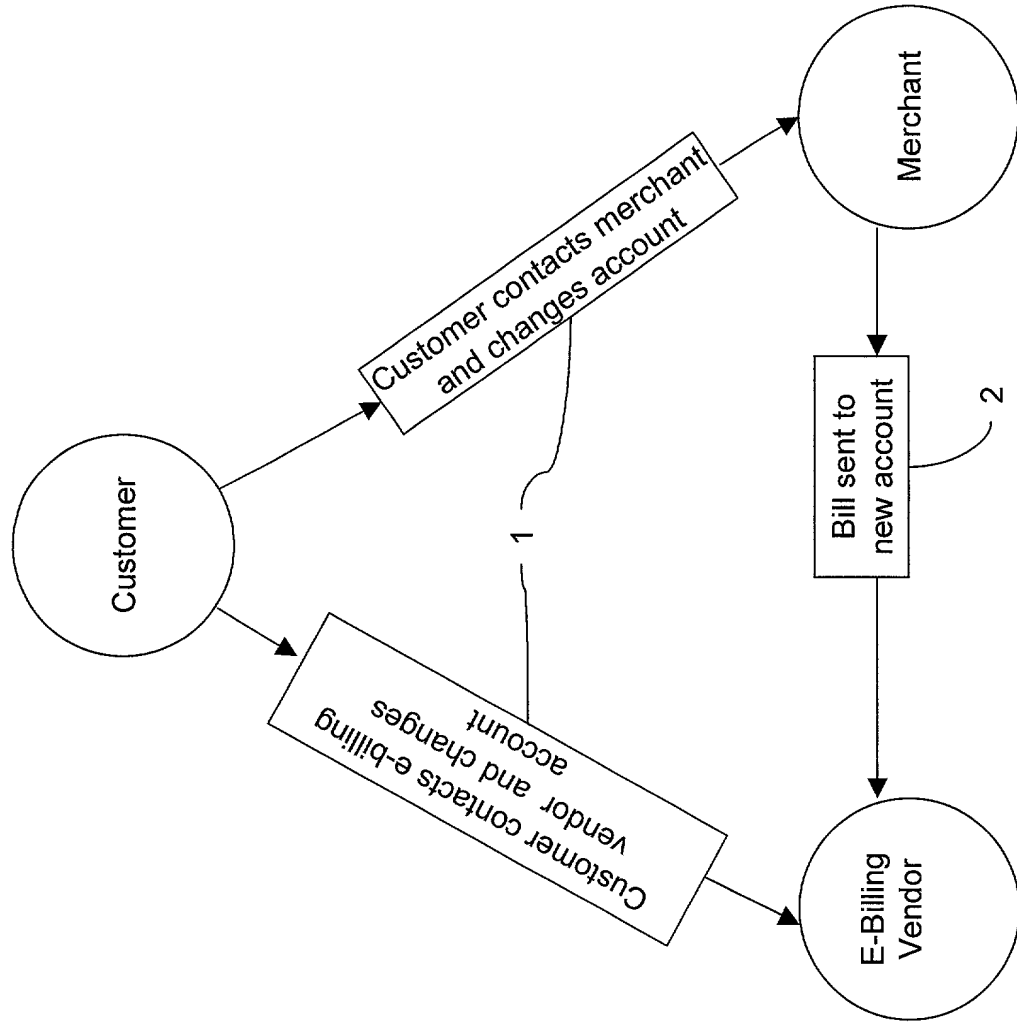 Customer
Customer contacts e-billing
vendor and changes
account
1
Customer contacts merchant
and changes account
E-Billing
Vendor
Bill sent to
new account
2
Merchant